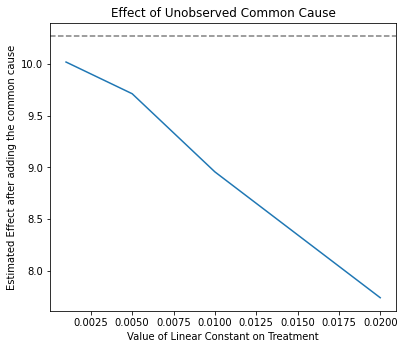 Effect of Unobserved Common Cause
Estimated Effect after adding the common cause
10.0
9.5
9.0
8.5
8.0
0.0025 0.0050 0.0075 0.0100 0.0125 0.0150 0.0175 0.0200
Value of Linear Constant on Treatment